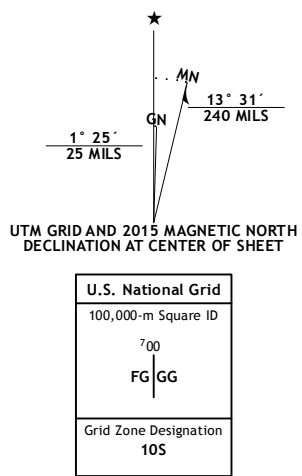 ★
MN
GN
13° 31´
240 MILS
1° 25´
25 MILS
UTM GRID AND 2015 MAGNETIC NORTH
DECLINATION AT CENTER OF SHEET
U.S. National Grid
100,000-m Square ID
⁷00
FG GG
Grid Zone Designation
10S